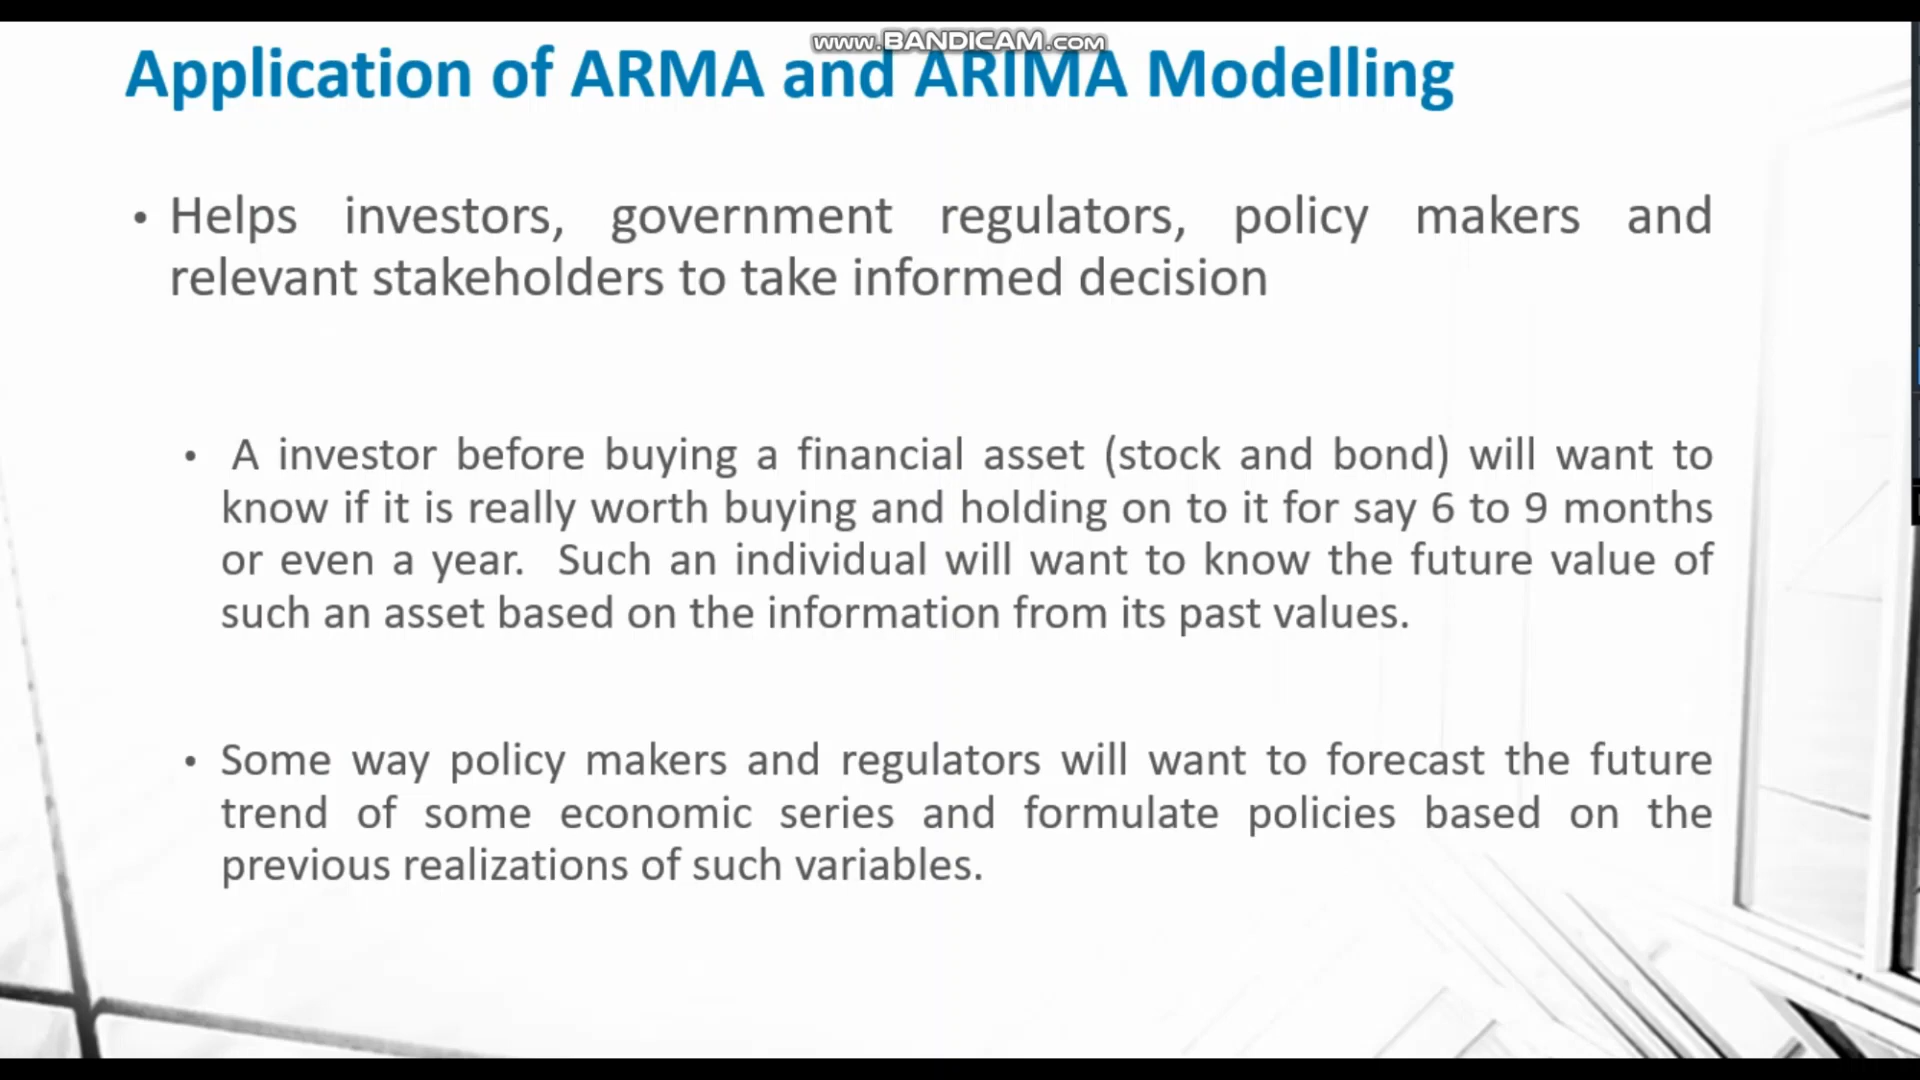 www.BANDICAM.com
Application of ARMA and ARIMA Modelling
• Helps investors, government regulators, policy makers and
relevant stakeholders to take informed decision
• A investor before buying a financial asset (stock and bond) will want to
know if it is really worth buying and holding on to it for say 6 to 9 months
or even a year. Such an individual will want to know the future value of
such an asset based on the information from its past values.
• Some way policy makers and regulators will want to forecast the future
trend of some economic series and formulate policies based on the
previous realizations of such variables.